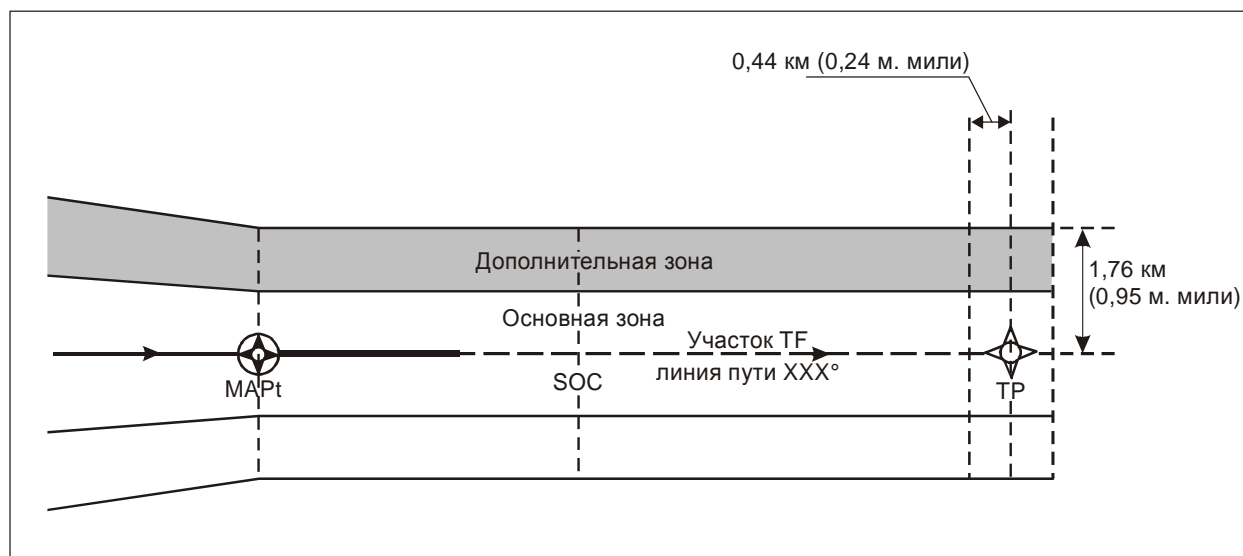 0,44 км (0,24 м. мили)
Дополнительная зона
1,76 км
(0,95 м. мили)
Основная зона
Участок TF
линия пути XXX°
MAPt
SOC
TP